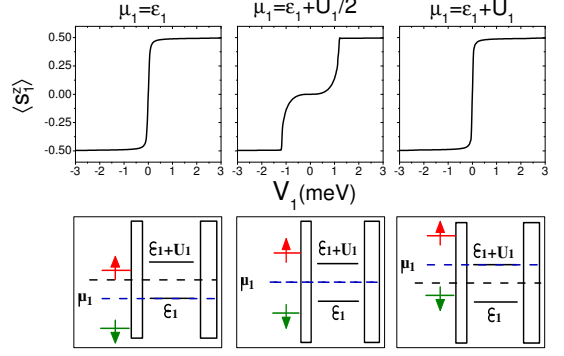 μ₁=ε₁ μ₁=ε₁+U₁/2 μ₁=ε₁+U₁
⟨s₁ᶻ⟩
0.50
0.25
0.00
-0.25
-0.50
-3 -2 -1 0 1 2 3 -3 -2 -1 0 1 2 3 -3 -2 -1 0 1 2 3
V₁(meV)
ε₁+U₁ ε₁+U₁ ε₁+U₁
μ₁ μ₁ μ₁
ε₁ ε₁ ε₁